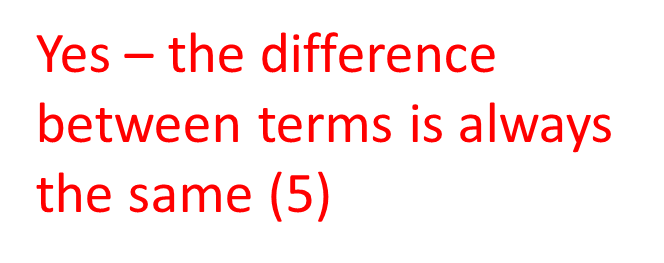 Yes – the difference
between terms is always
the same (5)